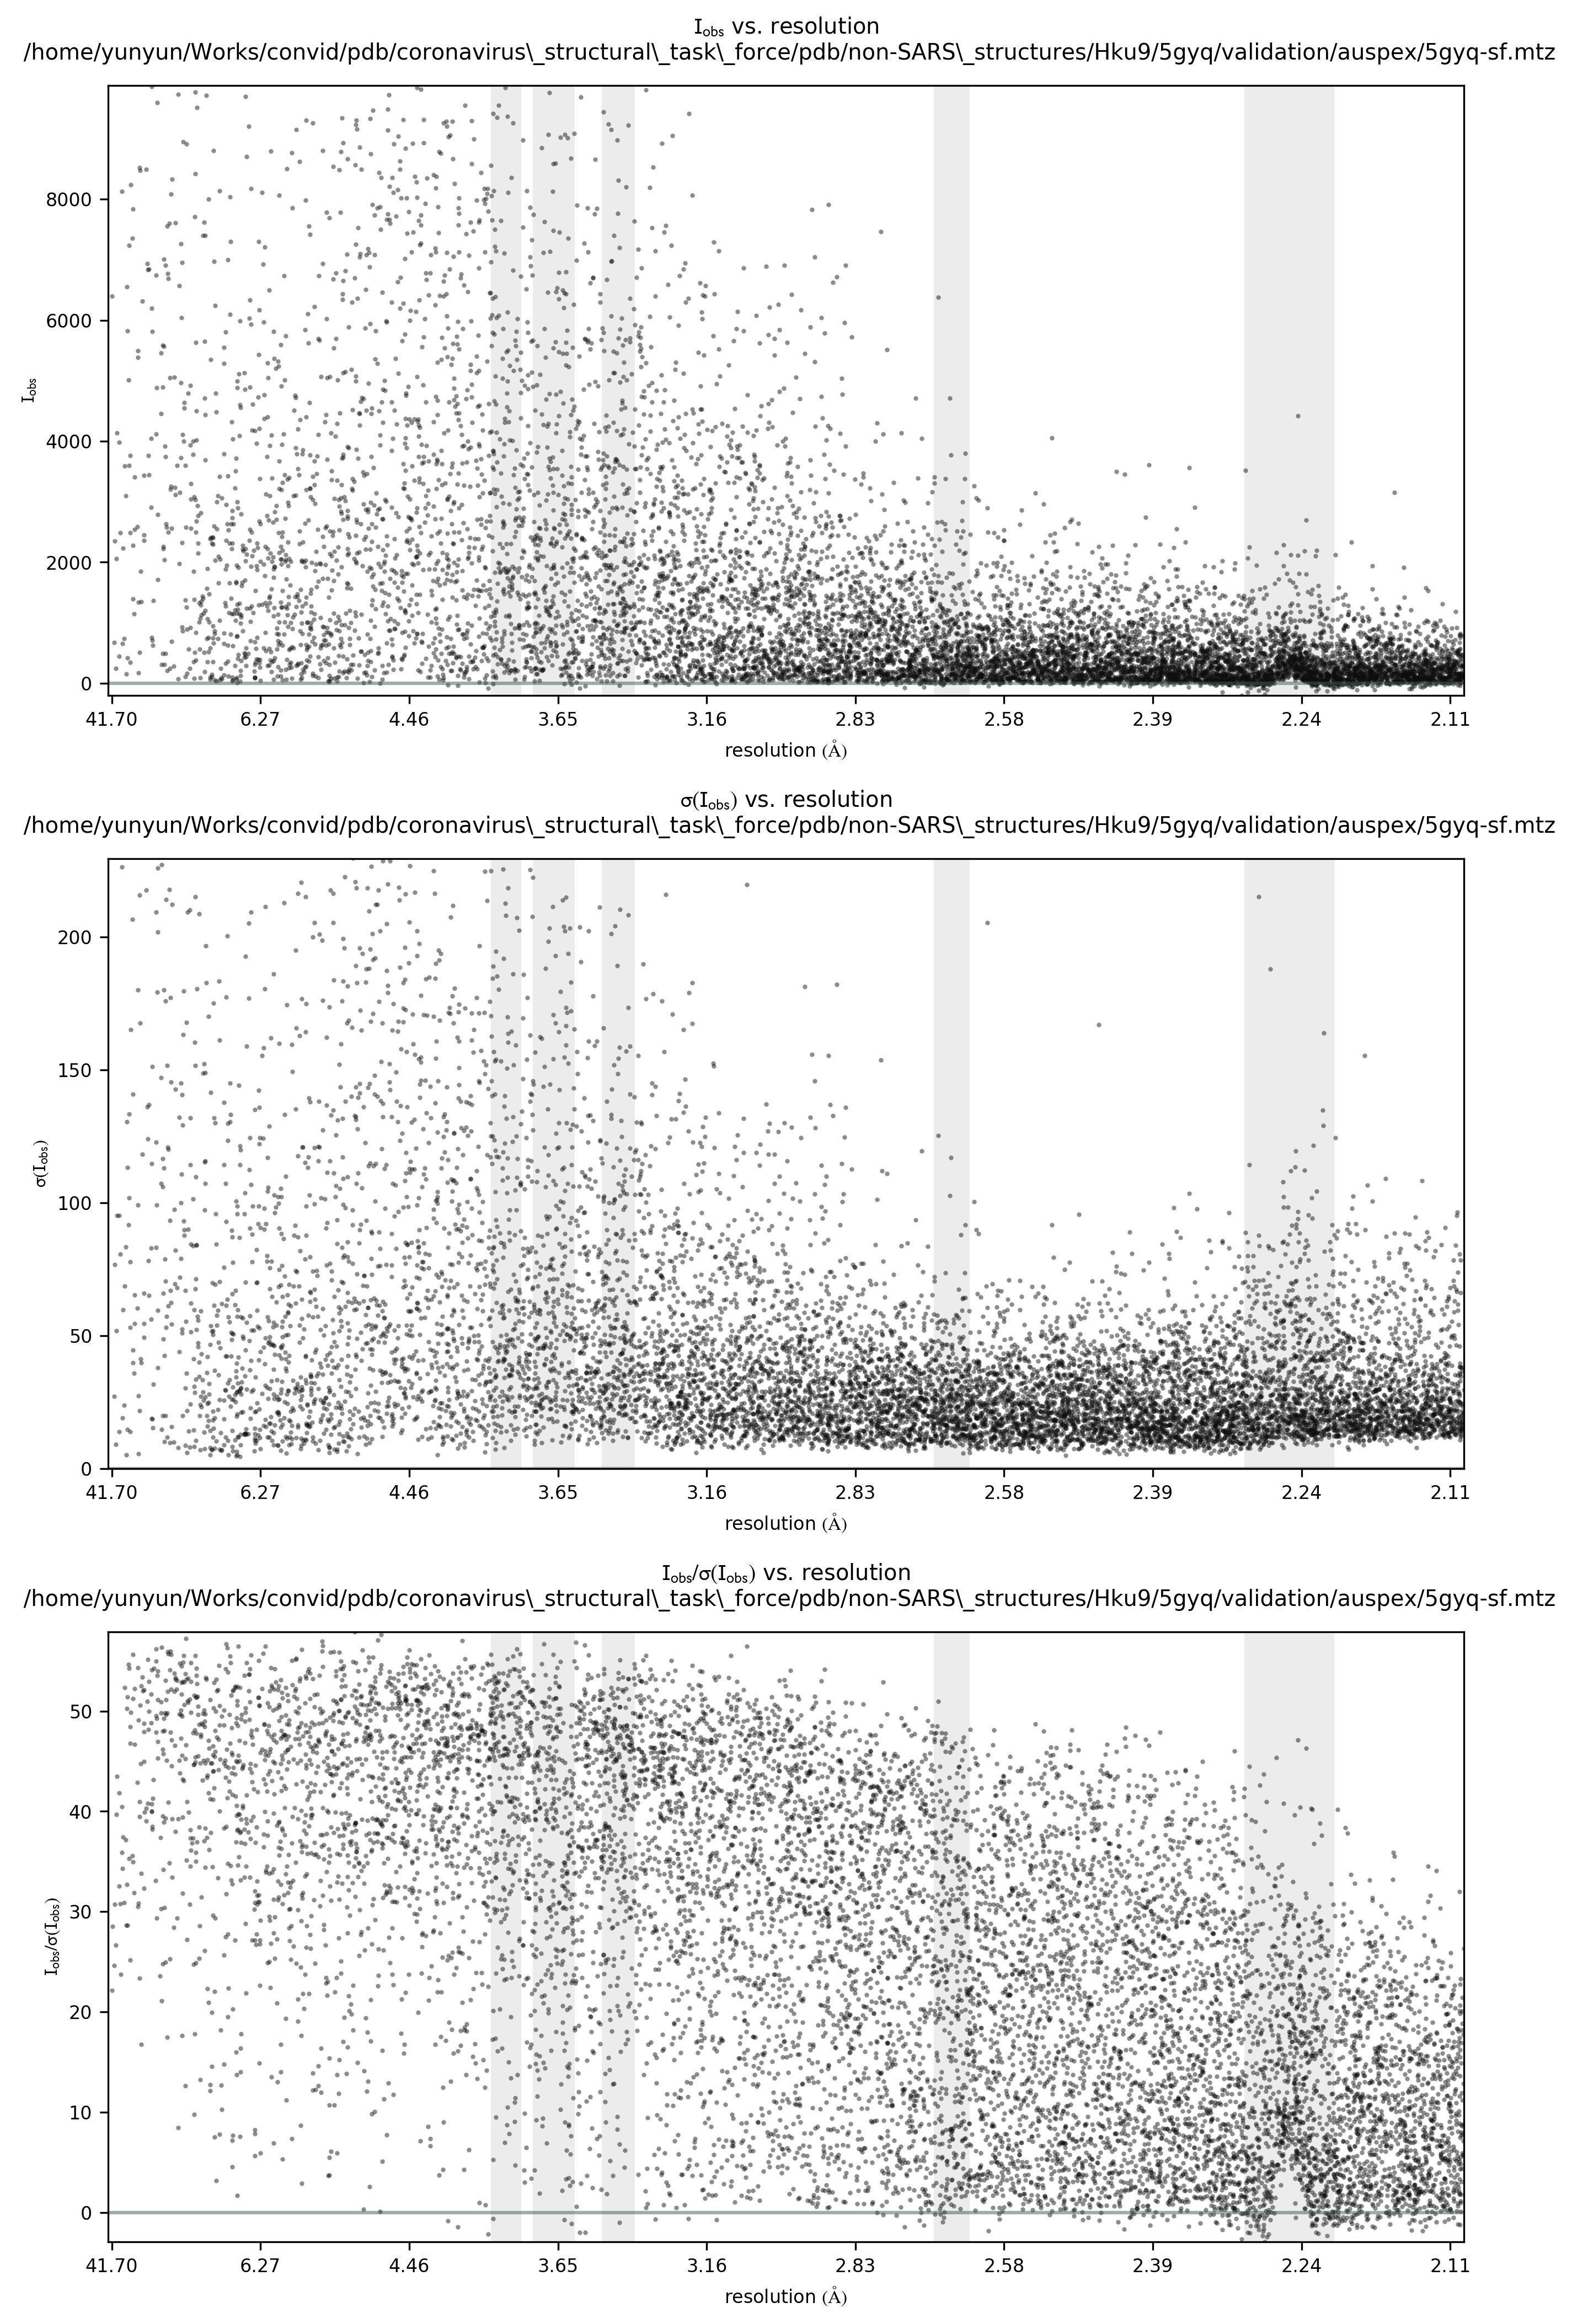 Iobs vs. resolution
/home/yunyun/Works/convid/pdb/coronavirus\_structural\_task\_force/pdb/non-SARS\_structures/Hku9/5gyq/validation/auspex/5gyq-sf.mtz
8000
6000
4000
2000
0
Iobs
41.70 6.27 4.46 3.65 3.16 2.83 2.58 2.39 2.24 2.11
resolution (Å)
σ(Iobs) vs. resolution
/home/yunyun/Works/convid/pdb/coronavirus\_structural\_task\_force/pdb/non-SARS\_structures/Hku9/5gyq/validation/auspex/5gyq-sf.mtz
200
150
100
50
0
σ(Iobs)
41.70 6.27 4.46 3.65 3.16 2.83 2.58 2.39 2.24 2.11
resolution (Å)
Iobs/σ(Iobs) vs. resolution
/home/yunyun/Works/convid/pdb/coronavirus\_structural\_task\_force/pdb/non-SARS\_structures/Hku9/5gyq/validation/auspex/5gyq-sf.mtz
50
40
30
20
10
0
Iobs/σ(Iobs)
41.70 6.27 4.46 3.65 3.16 2.83 2.58 2.39 2.24 2.11
resolution (Å)